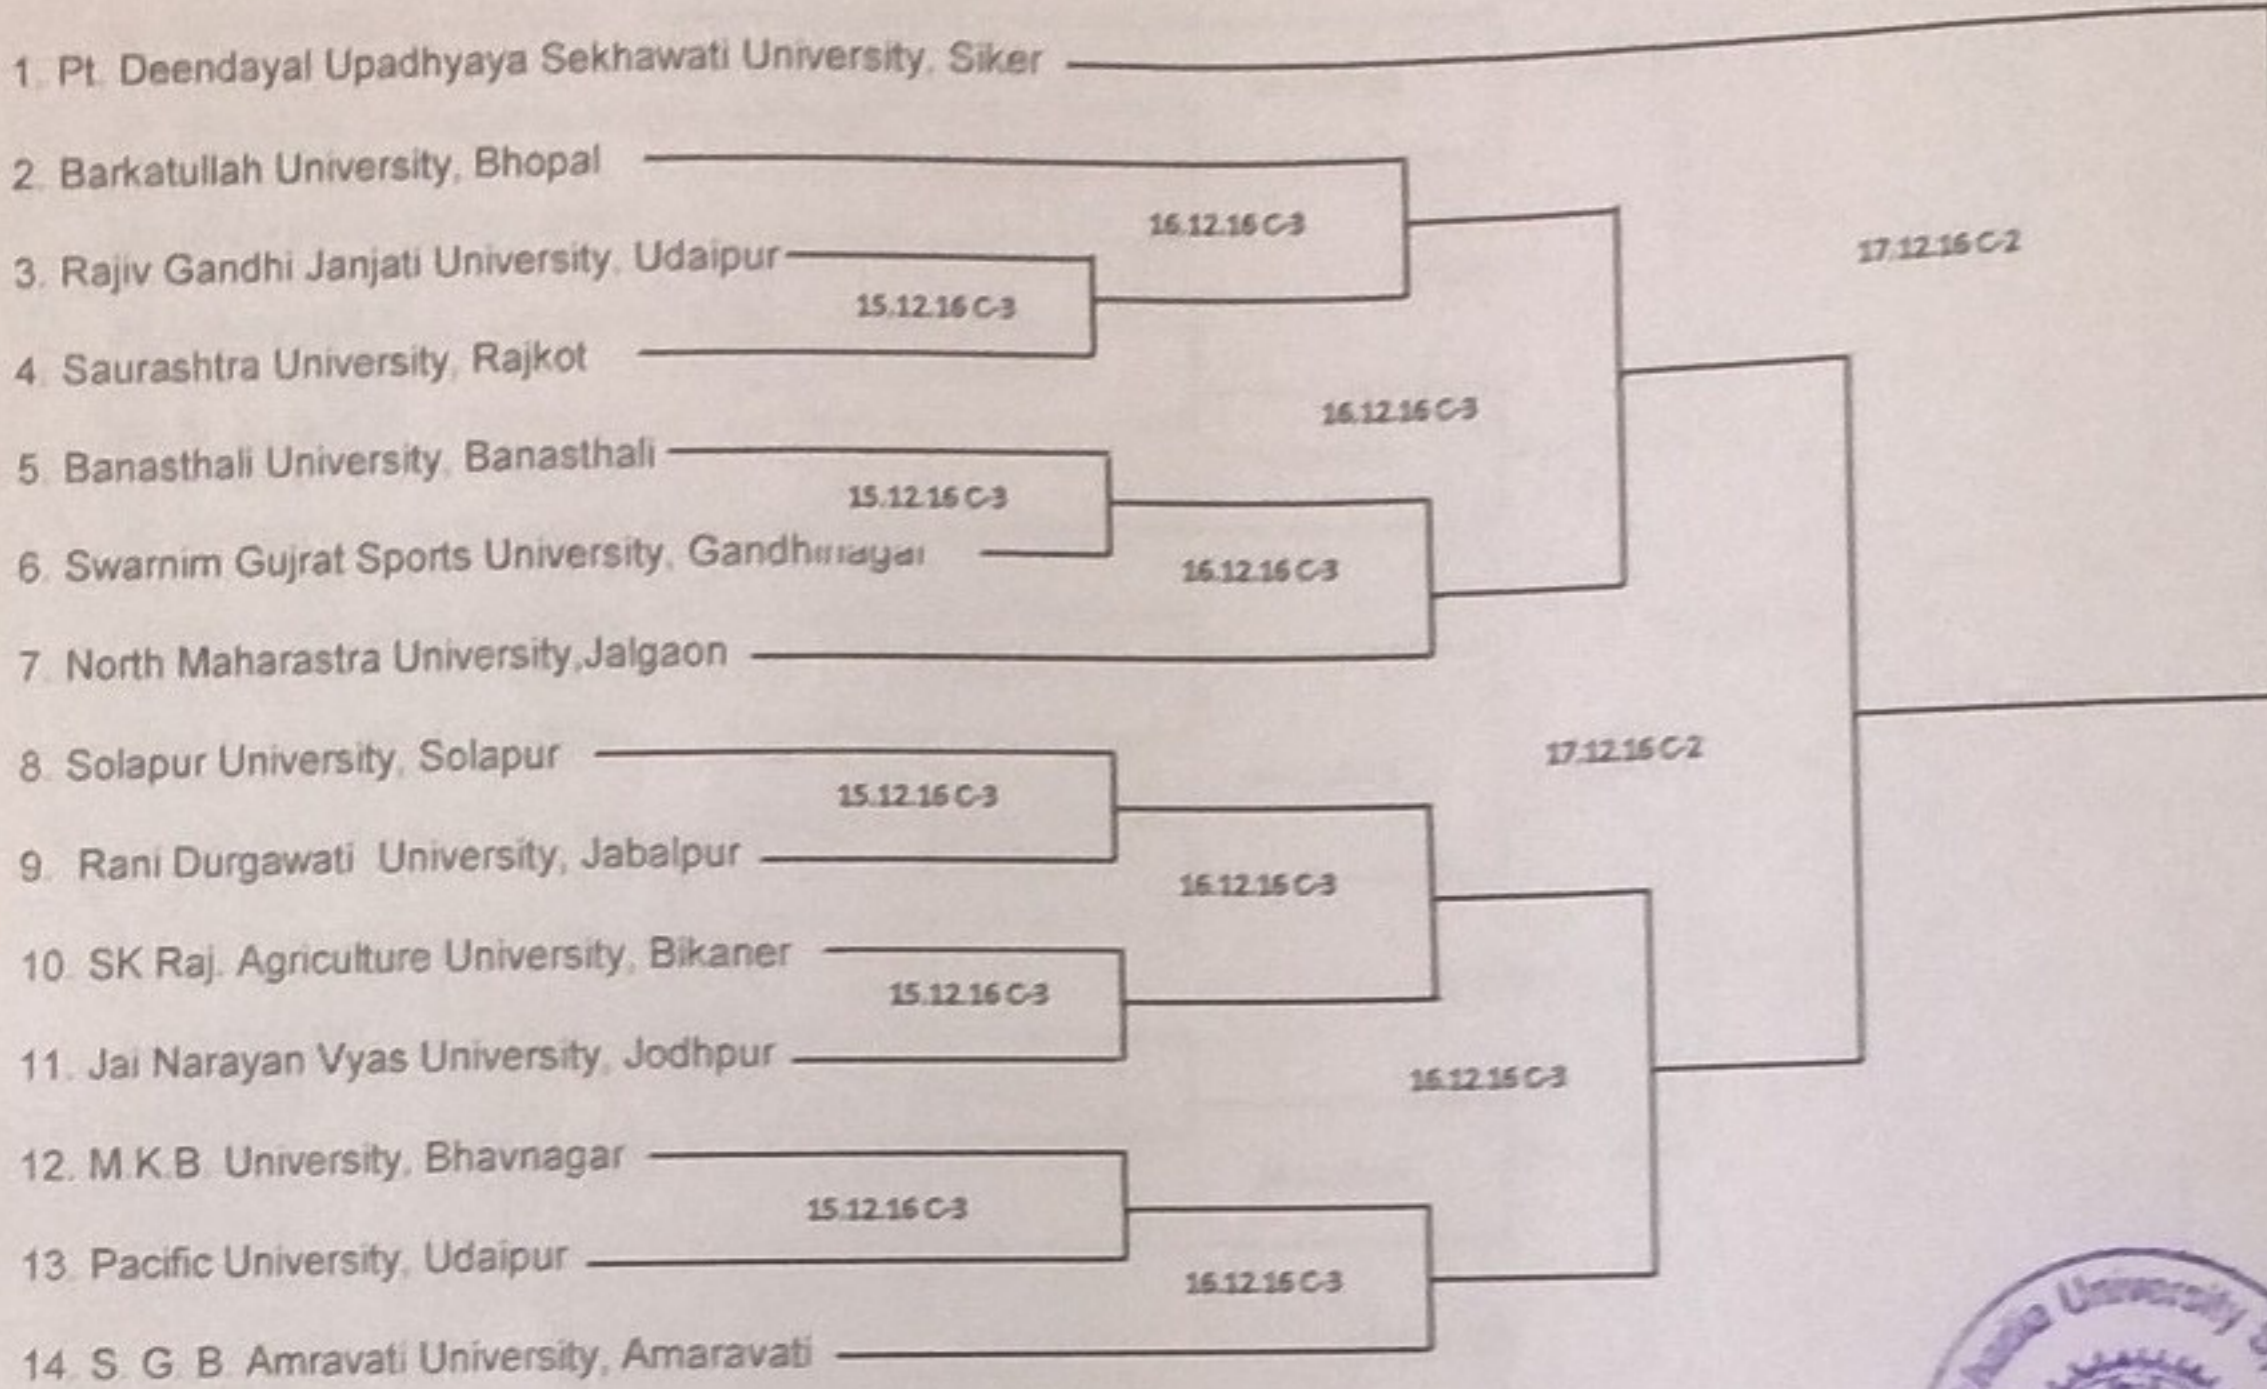 1. Pt. Deendayal Upadhyaya Sekhawati University, Siker
2. Barkatullah University, Bhopal
16.12.16 C-3
17.12.16 C-2
3. Rajiv Gandhi Janjati University, Udaipur
15.12.16 C-3
4. Saurashtra University, Rajkot
16.12.16 C-3
5. Banasthali University, Banasthali
15.12.16 C-3
6. Swarnim Gujrat Sports University, Gandhinagar
16.12.16 C-3
7. North Maharastra University,Jalgaon
8. Solapur University, Solapur
17.12.16 C-2
15.12.16 C-3
9. Rani Durgawati University, Jabalpur
16.12.16 C-3
10. SK Raj. Agriculture University, Bikaner
15.12.16 C-3
11. Jai Narayan Vyas University, Jodhpur
16.12.16 C-3
12. M.K.B. University, Bhavnagar
15.12.16 C-3
13. Pacific University, Udaipur
16.12.16 C-3
14. S. G. B. Amravati University, Amaravati
University